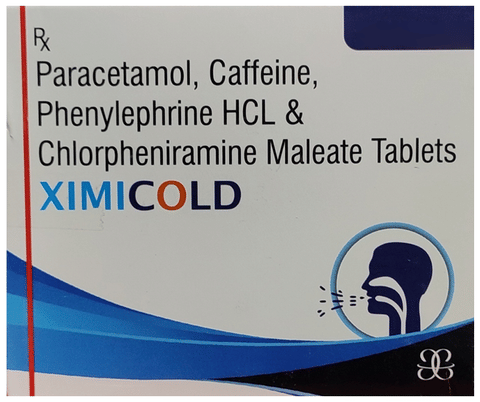 Rx
Paracetamol, Caffeine,
Phenylephrine HCL &
Chlorpheniramine Maleate Tablets
XIMICOLD